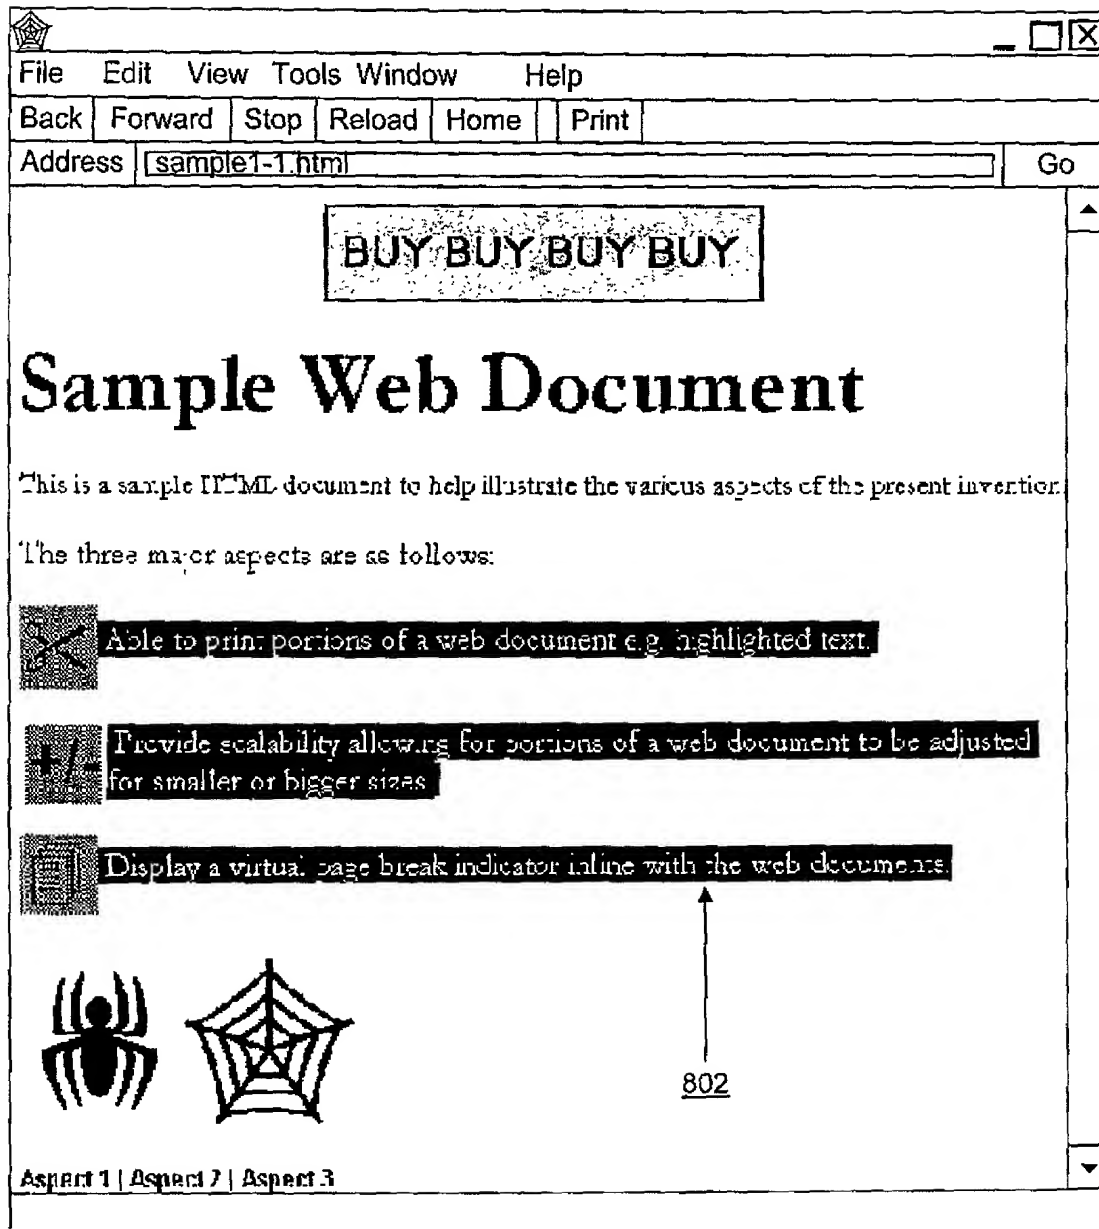 File Edit View Tools Window Help
Back Forward Stop Reload Home Print
Address sample1-1.html Go
BUY BUY BUY BUY
Sample Web Document
This is a sample HTML document to help illustrate the various aspects of the present invention.
The three major aspects are as follows:
Able to print portions of a web document e.g. highlighted text.
+/-
Provide scalability allowing for portions of a web document to be adjusted
for smaller or bigger sizes.
Display a virtual page break indicator inline with the web documents.
802
Aspect 1 | Aspect 2 | Aspect 3